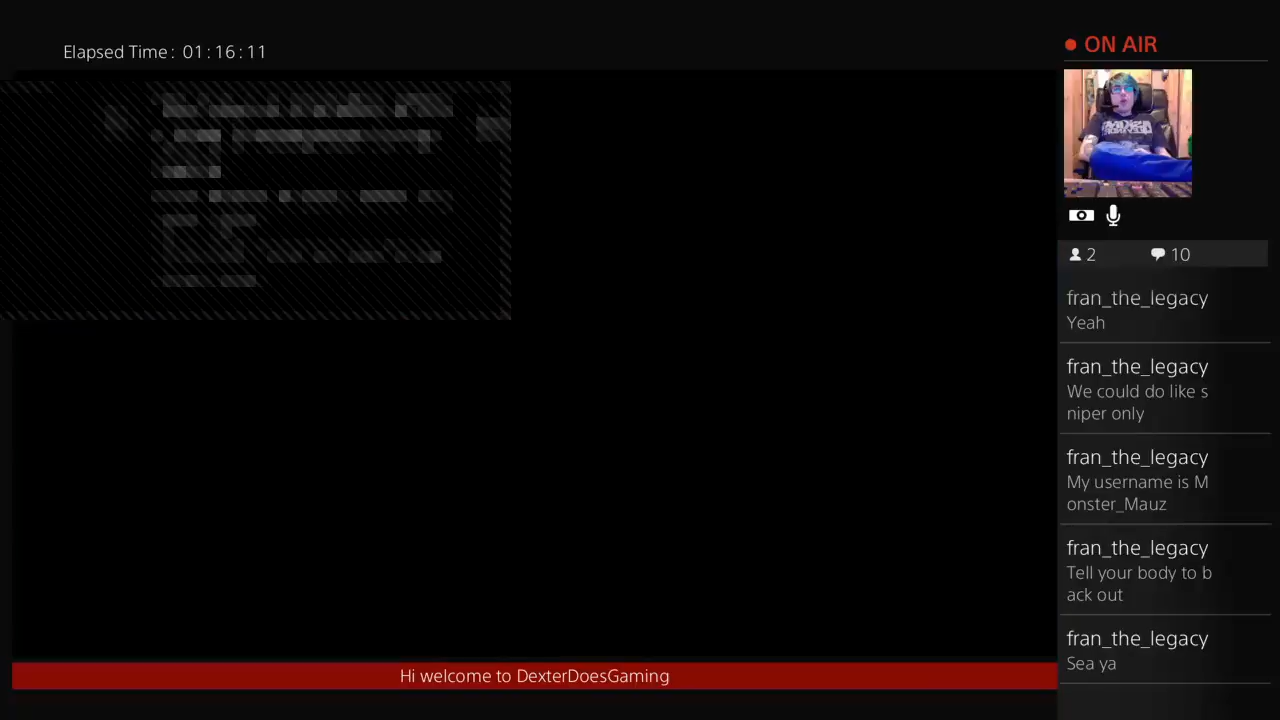 Elapsed Time: 01:16:11
ON AIR
2
10
fran_the_legacy
Yeah
fran_the_legacy
We could do like s
niper only
fran_the_legacy
My username is M
onster_Mauz
fran_the_legacy
Tell your body to b
ack out
fran_the_legacy
Sea ya
Hi welcome to DexterDoesGaming